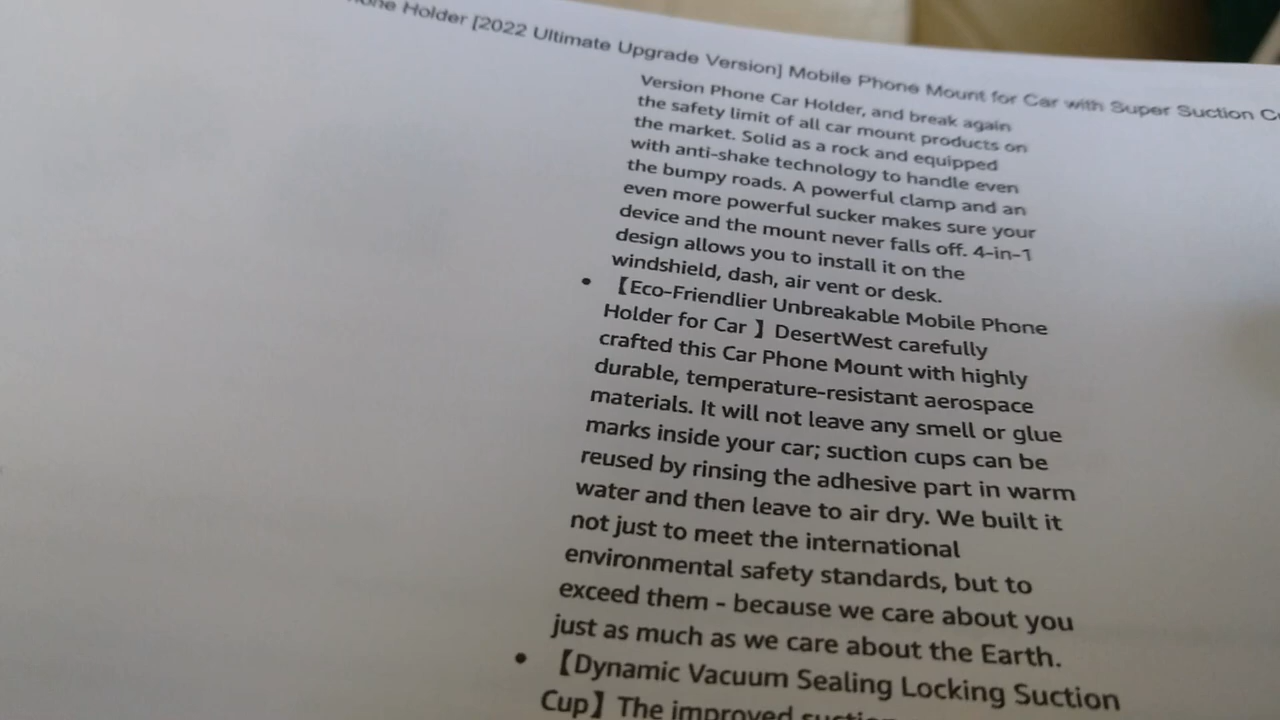 Holder [2022 Ultimate Upgrade Version] Mobile Phone Mount for Car with Super Suction
Version Phone Car Holder, and break again
the safety limit of all car mount products on
the market. Solid as a rock and equipped
with anti-shake technology to handle even
the bumpy roads. A powerful clamp and an
even more powerful sucker makes sure your
device and the mount never falls off. 4-in-1
design allows you to install it on the
windshield, dash, air vent or desk.
• 【Eco-Friendlier Unbreakable Mobile Phone
Holder for Car 】DesertWest carefully
crafted this Car Phone Mount with highly
durable, temperature-resistant aerospace
materials. It will not leave any smell or glue
marks inside your car; suction cups can be
reused by rinsing the adhesive part in warm
water and then leave to air dry. We built it
not just to meet the international
environmental safety standards, but to
exceed them - because we care about you
just as much as we care about the Earth.
• 【Dynamic Vacuum Sealing Locking Suction
Cup】The improved suction